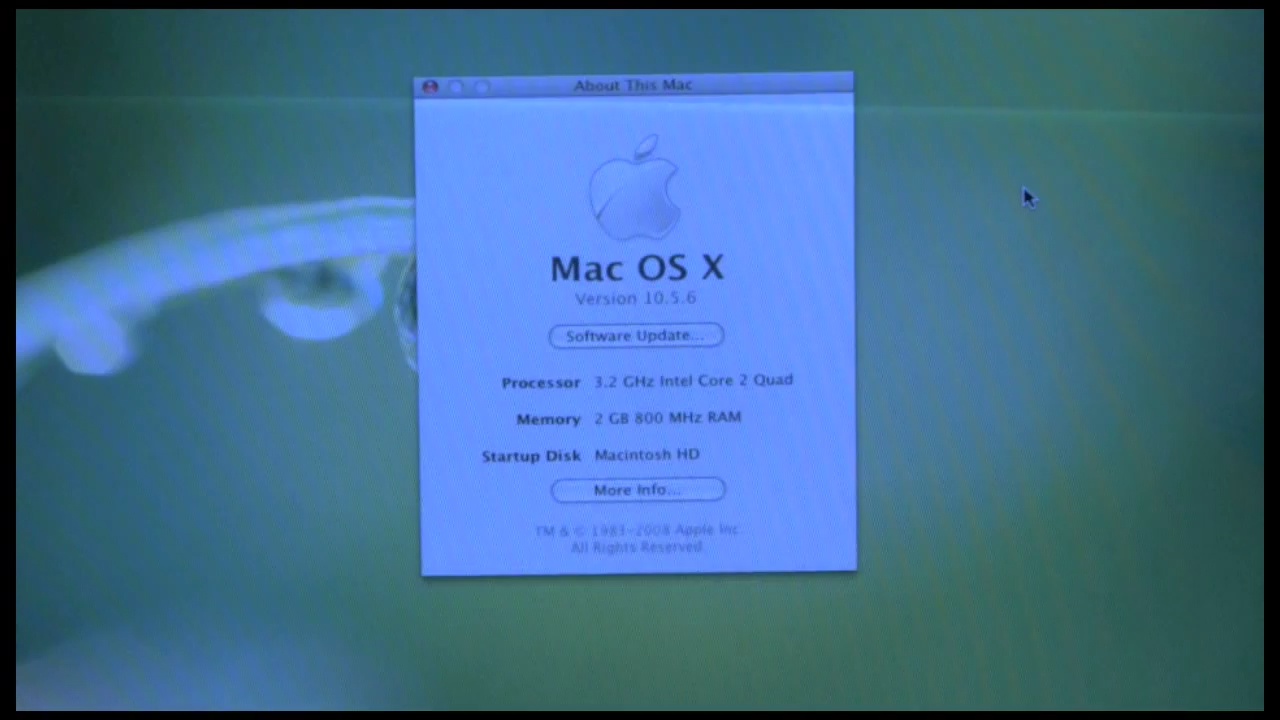 About This Mac
Mac OS X
Version 10.5.6
Software Update...
Processor 3.2 GHz Intel Core 2 Quad
Memory 2 GB 800 MHz RAM
Startup Disk Macintosh HD
More Info...
TM & © 1983-2008 Apple Inc.
All Rights Reserved.